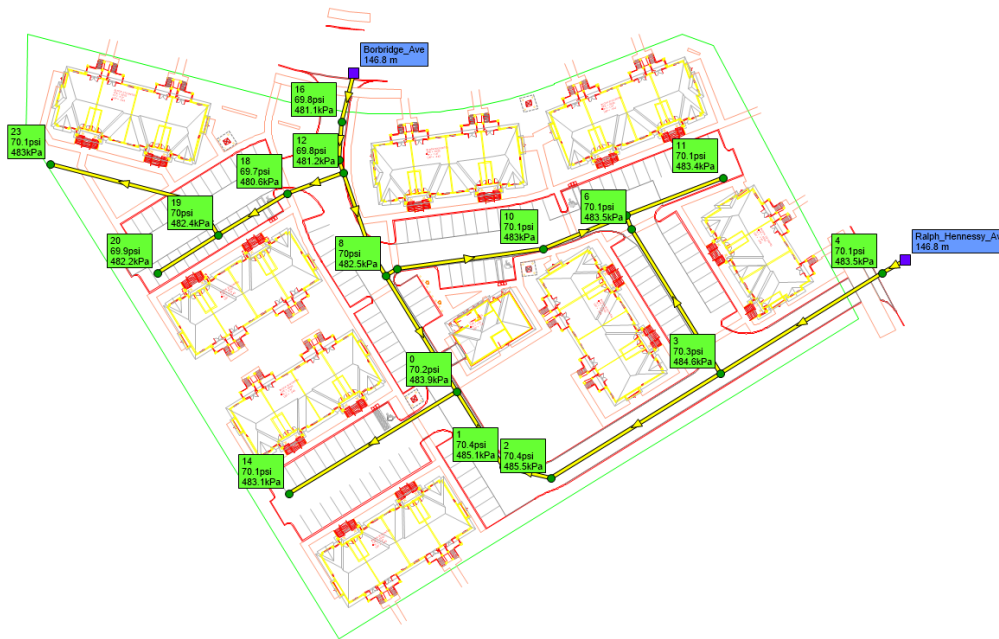 Borbridge_Ave
146.8 m
16
69.8psi
481.1kPa
23
70.1psi
483kPa
12
69.8psi
481.2kPa
18
69.7psi
480.6kPa
11
70.1psi
483.4kPa
19
70psi
482.4kPa
6
70.1psi
483.5kPa
10
70.1psi
483kPa
20
69.9psi
482.2kPa
8
70psi
482.5kPa
4
70.1psi
483.5kPa
Ralph_Hennessy_Av
146.8 m
0
70.2psi
483.9kPa
3
70.3psi
484.6kPa
1
70.4psi
485.1kPa
2
70.4psi
485.5kPa
14
70.1psi
483.1kPa